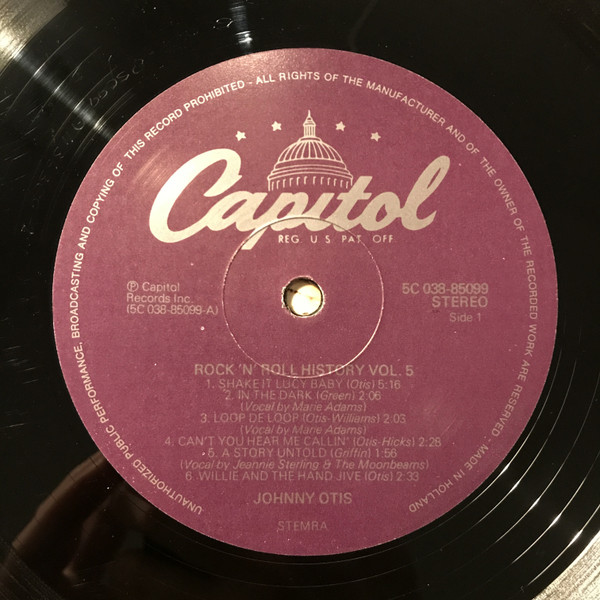 UNAUTHORIZED PUBLIC PERFORMANCE, BROADCASTING AND COPYING OF THIS RECORD PROHIBITED - ALL RIGHTS OF THE MANUFACTURER AND OF THE OWNER OF THE RECORDED WORK ARE RESERVED - MADE IN HOLLAND
Capitol
REG U S PAT OFF
℗ Capitol
Records Inc.
(5C 038-85099-A)
5C 038-85099
STEREO
Side 1
ROCK 'N' ROLL HISTORY VOL. 5
1. SHAKE IT LUCY BABY (Otis) 5:16
2. IN THE DARK (Green) 2:06
(Vocal by Marie Adams)
3. LOOP DE LOOP (Otis-Williams) 2:03
(Vocal by Marie Adams)
4. CAN'T YOU HEAR ME CALLIN' (Otis-Hicks) 2:28
5. A STORY UNTOLD (Griffin) 1:56
(Vocal by Jeannie Sterling & The Moonbeams)
6. WILLIE AND THE HAND JIVE (Otis) 2:33
JOHNNY OTIS
STEMRA